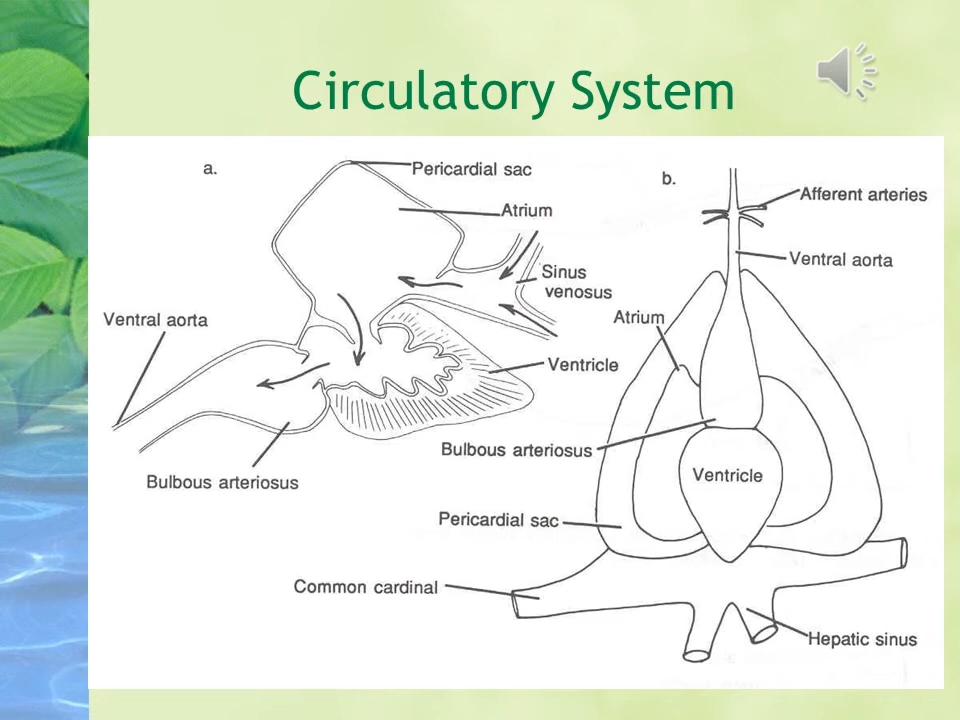 Circulatory System
a.
Pericardial sac
Atrium
Sinus
venosus
Ventral aorta
Ventricle
Bulbous arteriosus
b.
Afferent arteries
Ventral aorta
Atrium
Bulbous arteriosus
Ventricle
Pericardial sac
Common cardinal
Hepatic sinus